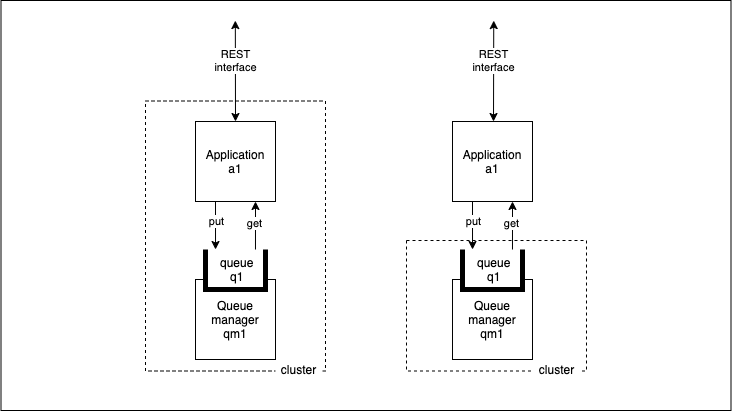 REST
interface
Application
a1
put
get
queue
q1
Queue
manager
qm1
cluster
REST
interface
Application
a1
put
get
queue
q1
Queue
manager
qm1
cluster